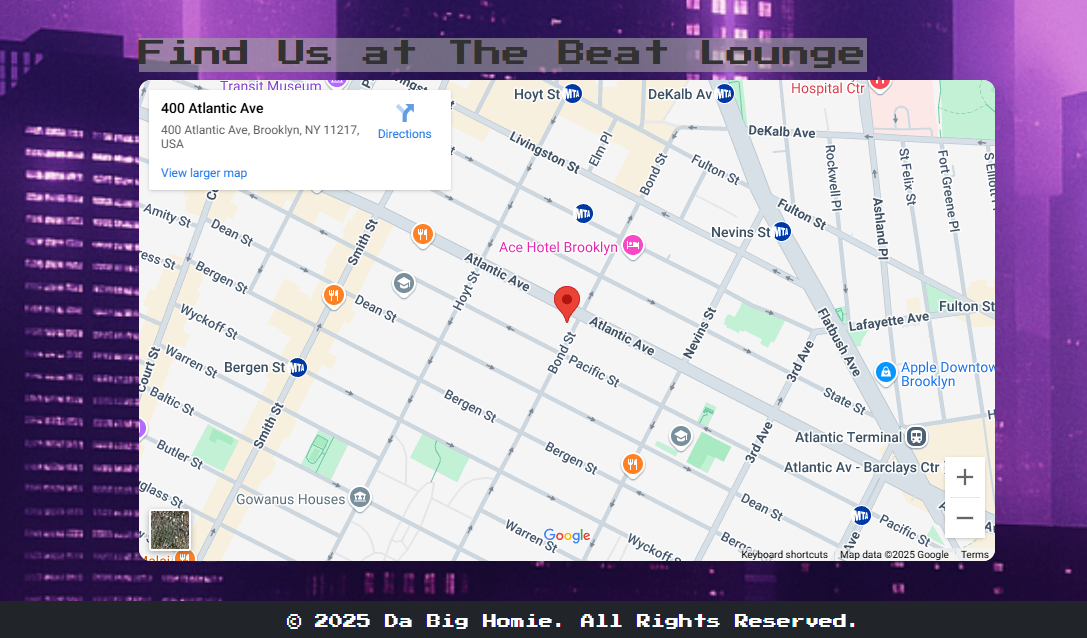 Find Us at The Beat Lounge
Transit Museum
Hoyt St
DeKalb Av
Hospital Ctr
400 Atlantic Ave
400 Atlantic Ave, Brooklyn, NY 11217,
USA
Directions
View larger map
DeKalb Ave
Livingston St
Elm Pl
Bond St
Fulton St
Rockwell Pl
St Felix St
Fort Greene Pl
Ashland Pl
Amity St
Dean St
Smith St
Fulton St
Nevins St
Ace Hotel Brooklyn
Atlantic Ave
Hoyt St
Bergen St
Dean St
Fulton St
Lafayette Ave
Flatbush Ave
Wyckoff St
Atlantic Ave
Nevins St
Bond St
Pacific St
3rd Ave
Warren St
Court St
Bergen St
Apple Downtow
Brooklyn
State St
Baltic St
Bergen St
Smith St
3rd Ave
Atlantic Terminal
Butler St
Bergen St
Atlantic Av - Barclays Ctr
Gowanus Houses
Dean St
Warren St
Google
Wyckoff St
Pacific St
Keyboard shortcuts
Map data ©2025 Google
Terms
© 2025 Da Big Homie. All Rights Reserved.